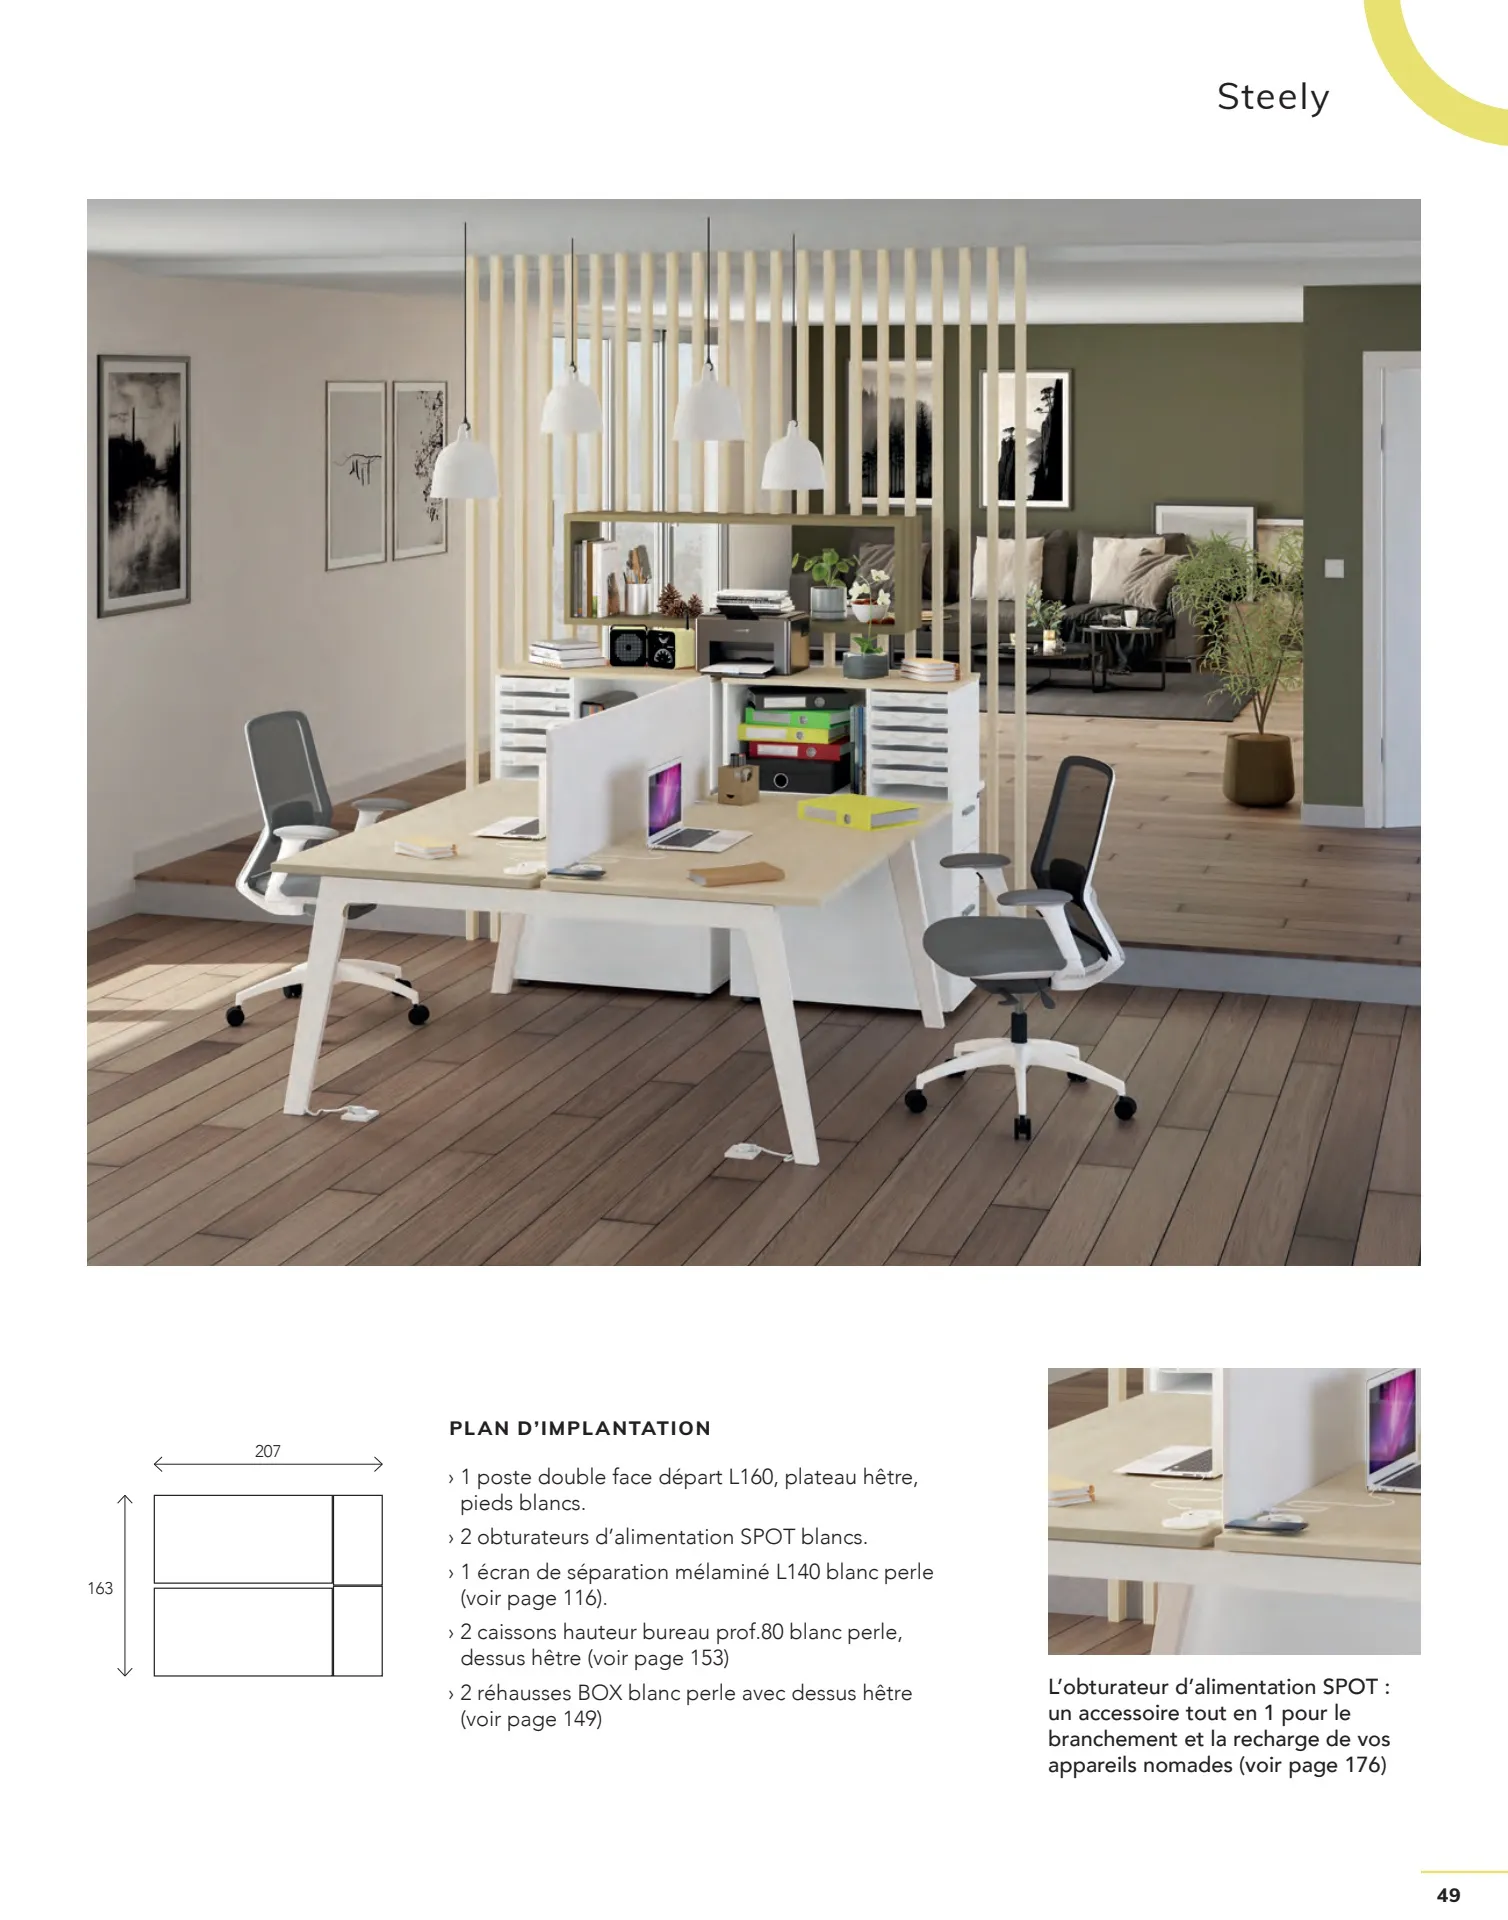 Steely
207
163
PLAN D’IMPLANTATION
› 1 poste double face départ L160, plateau hêtre,
pieds blancs.
› 2 obturateurs d’alimentation SPOT blancs.
› 1 écran de séparation mélaminé L140 blanc perle
(voir page 116).
› 2 caissons hauteur bureau prof.80 blanc perle,
dessus hêtre (voir page 153)
› 2 réhausses BOX blanc perle avec dessus hêtre
(voir page 149)
L’obturateur d’alimentation SPOT :
un accessoire tout en 1 pour le
branchement et la recharge de vos
appareils nomades (voir page 176)
49